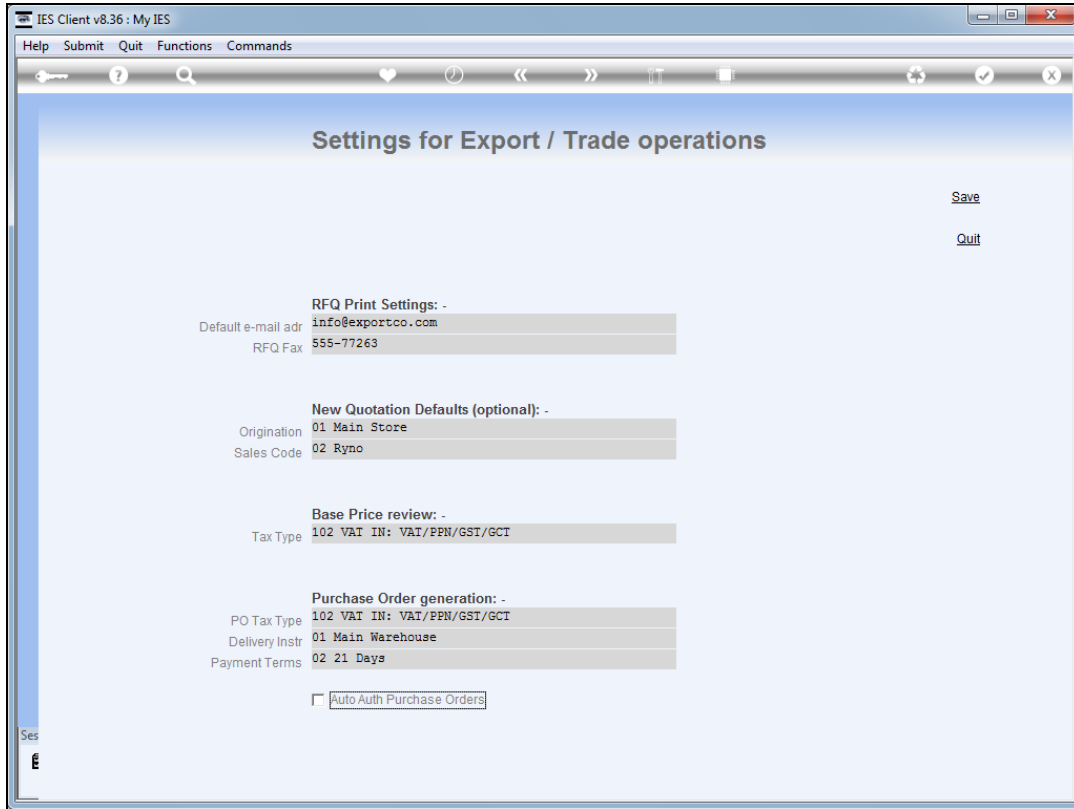 IES Client v8.36 : My IES
Help Submit Quit Functions Commands
Settings for Export / Trade operations
Save
Quit
RFQ Print Settings: -
Default e-mail adr info@exportco.com
RFQ Fax 555-77263
New Quotation Defaults (optional): -
Origination 01 Main Store
Sales Code 02 Ryno
Base Price review: -
Tax Type 102 VAT IN: VAT/PPN/GST/GCT
Purchase Order generation: -
PO Tax Type 102 VAT IN: VAT/PPN/GST/GCT
Delivery Instr 01 Main Warehouse
Payment Terms 02 21 Days
Auto Auth Purchase Orders
Ses